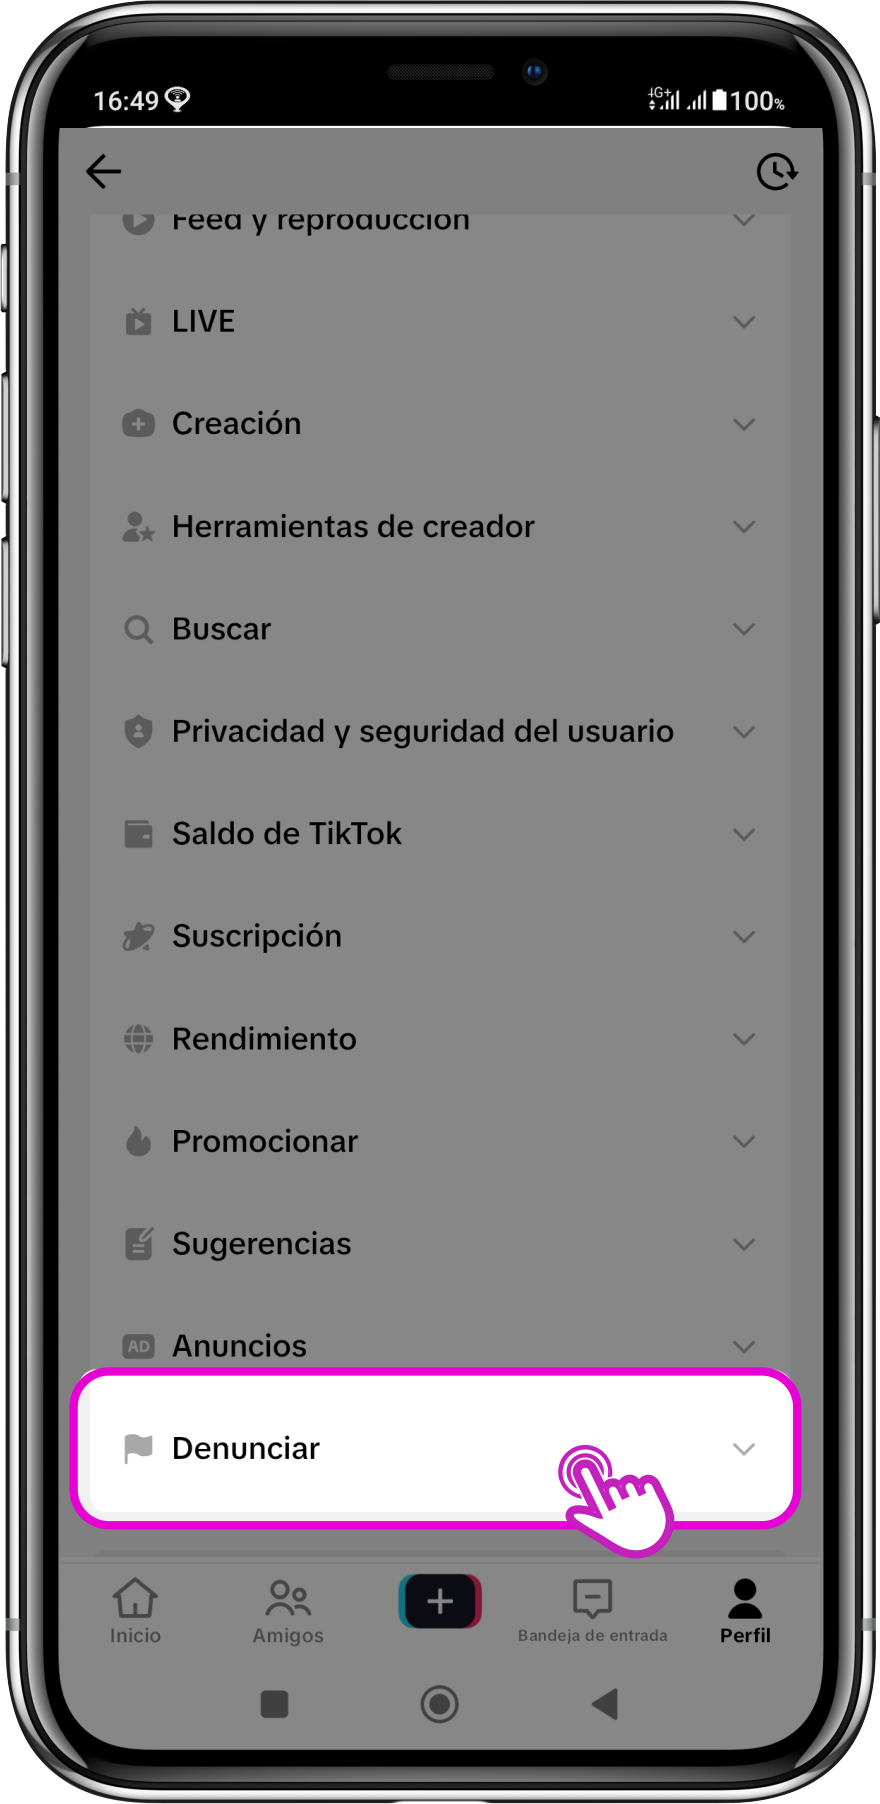 16:49
4G+ 100%
Feed y reproducción
LIVE
Creación
Herramientas de creador
Buscar
Privacidad y seguridad del usuario
Saldo de TikTok
Suscripción
Rendimiento
Promocionar
Sugerencias
AD Anuncios
Denunciar
Inicio Amigos Bandeja de entrada Perfil